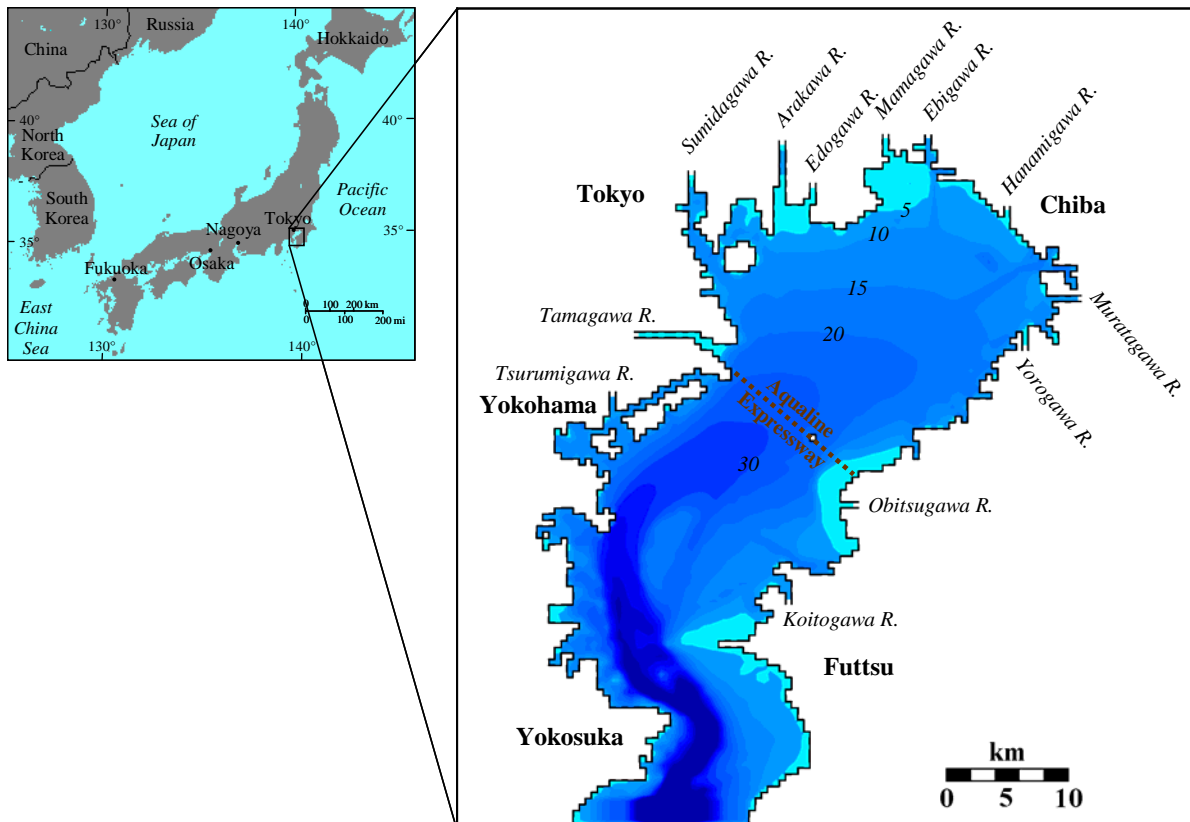 130°
Russia
140°
China
Hokkaido
40°
40°
Sea of
Japan
North
Korea
South
Korea
Pacific
Ocean
Tokyo
Nagoya
35°
35°
Osaka
Fukuoka
East
China
Sea
0 100 200 km
0 100 200 mi
130°
140°
Sumidagawa R.
Arakawa R.
Edogawa R.
Mamagawa R.
Ebigawa R.
Hanamigawa R.
Tokyo
Chiba
5
10
15
20
Tamagawa R.
Muratagawa R.
Yorogawa R.
Tsurumigawa R.
Yokohama
Aqualine
Expressway
30
Obitsugawa R.
Koitogawa R.
Futtsu
Yokosuka
km
0 5 10